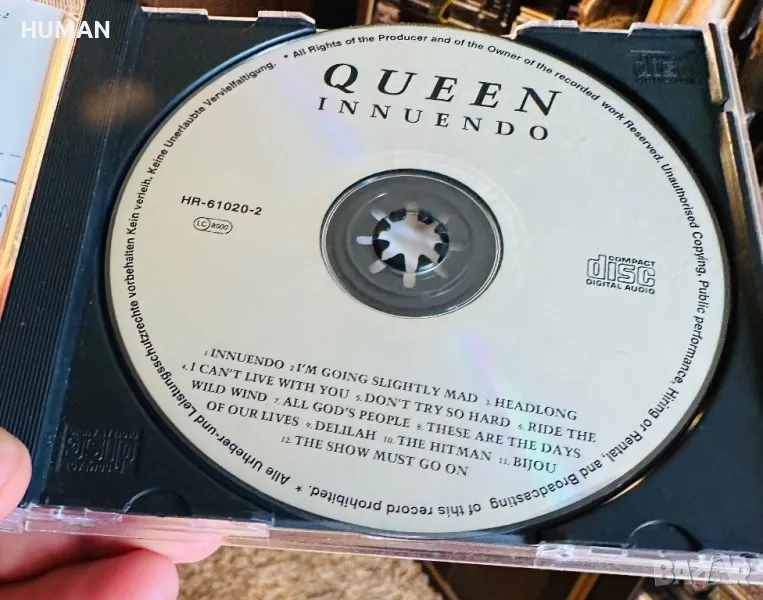 HUMAN
QUEEN
INNUENDO
HR-61020-2
LC 8500
COMPACT
disc
DIGITAL AUDIO
1. INNUENDO 2. I'M GOING SLIGHTLY MAD 3. HEADLONG
4. I CAN'T LIVE WITH YOU 5. DON'T TRY SO HARD 6. RIDE THE
WILD WIND 7. ALL GOD'S PEOPLE 8. THESE ARE THE DAYS
OF OUR LIVES 9. DELILAH 10. THE HITMAN 11. BIJOU
12. THE SHOW MUST GO ON
* All Rights of the Producer and of the Owner of the recorded work Reserved. Unauthorised Copying, Public performance, Hiring or Rental, and Broadcasting of this record prohibited. * Alle Urheber-und Leistungsschutzrechte vorbehalten Kein verleih. Keine Unerlaubte Vervielfältigung.
disc
BAZAR